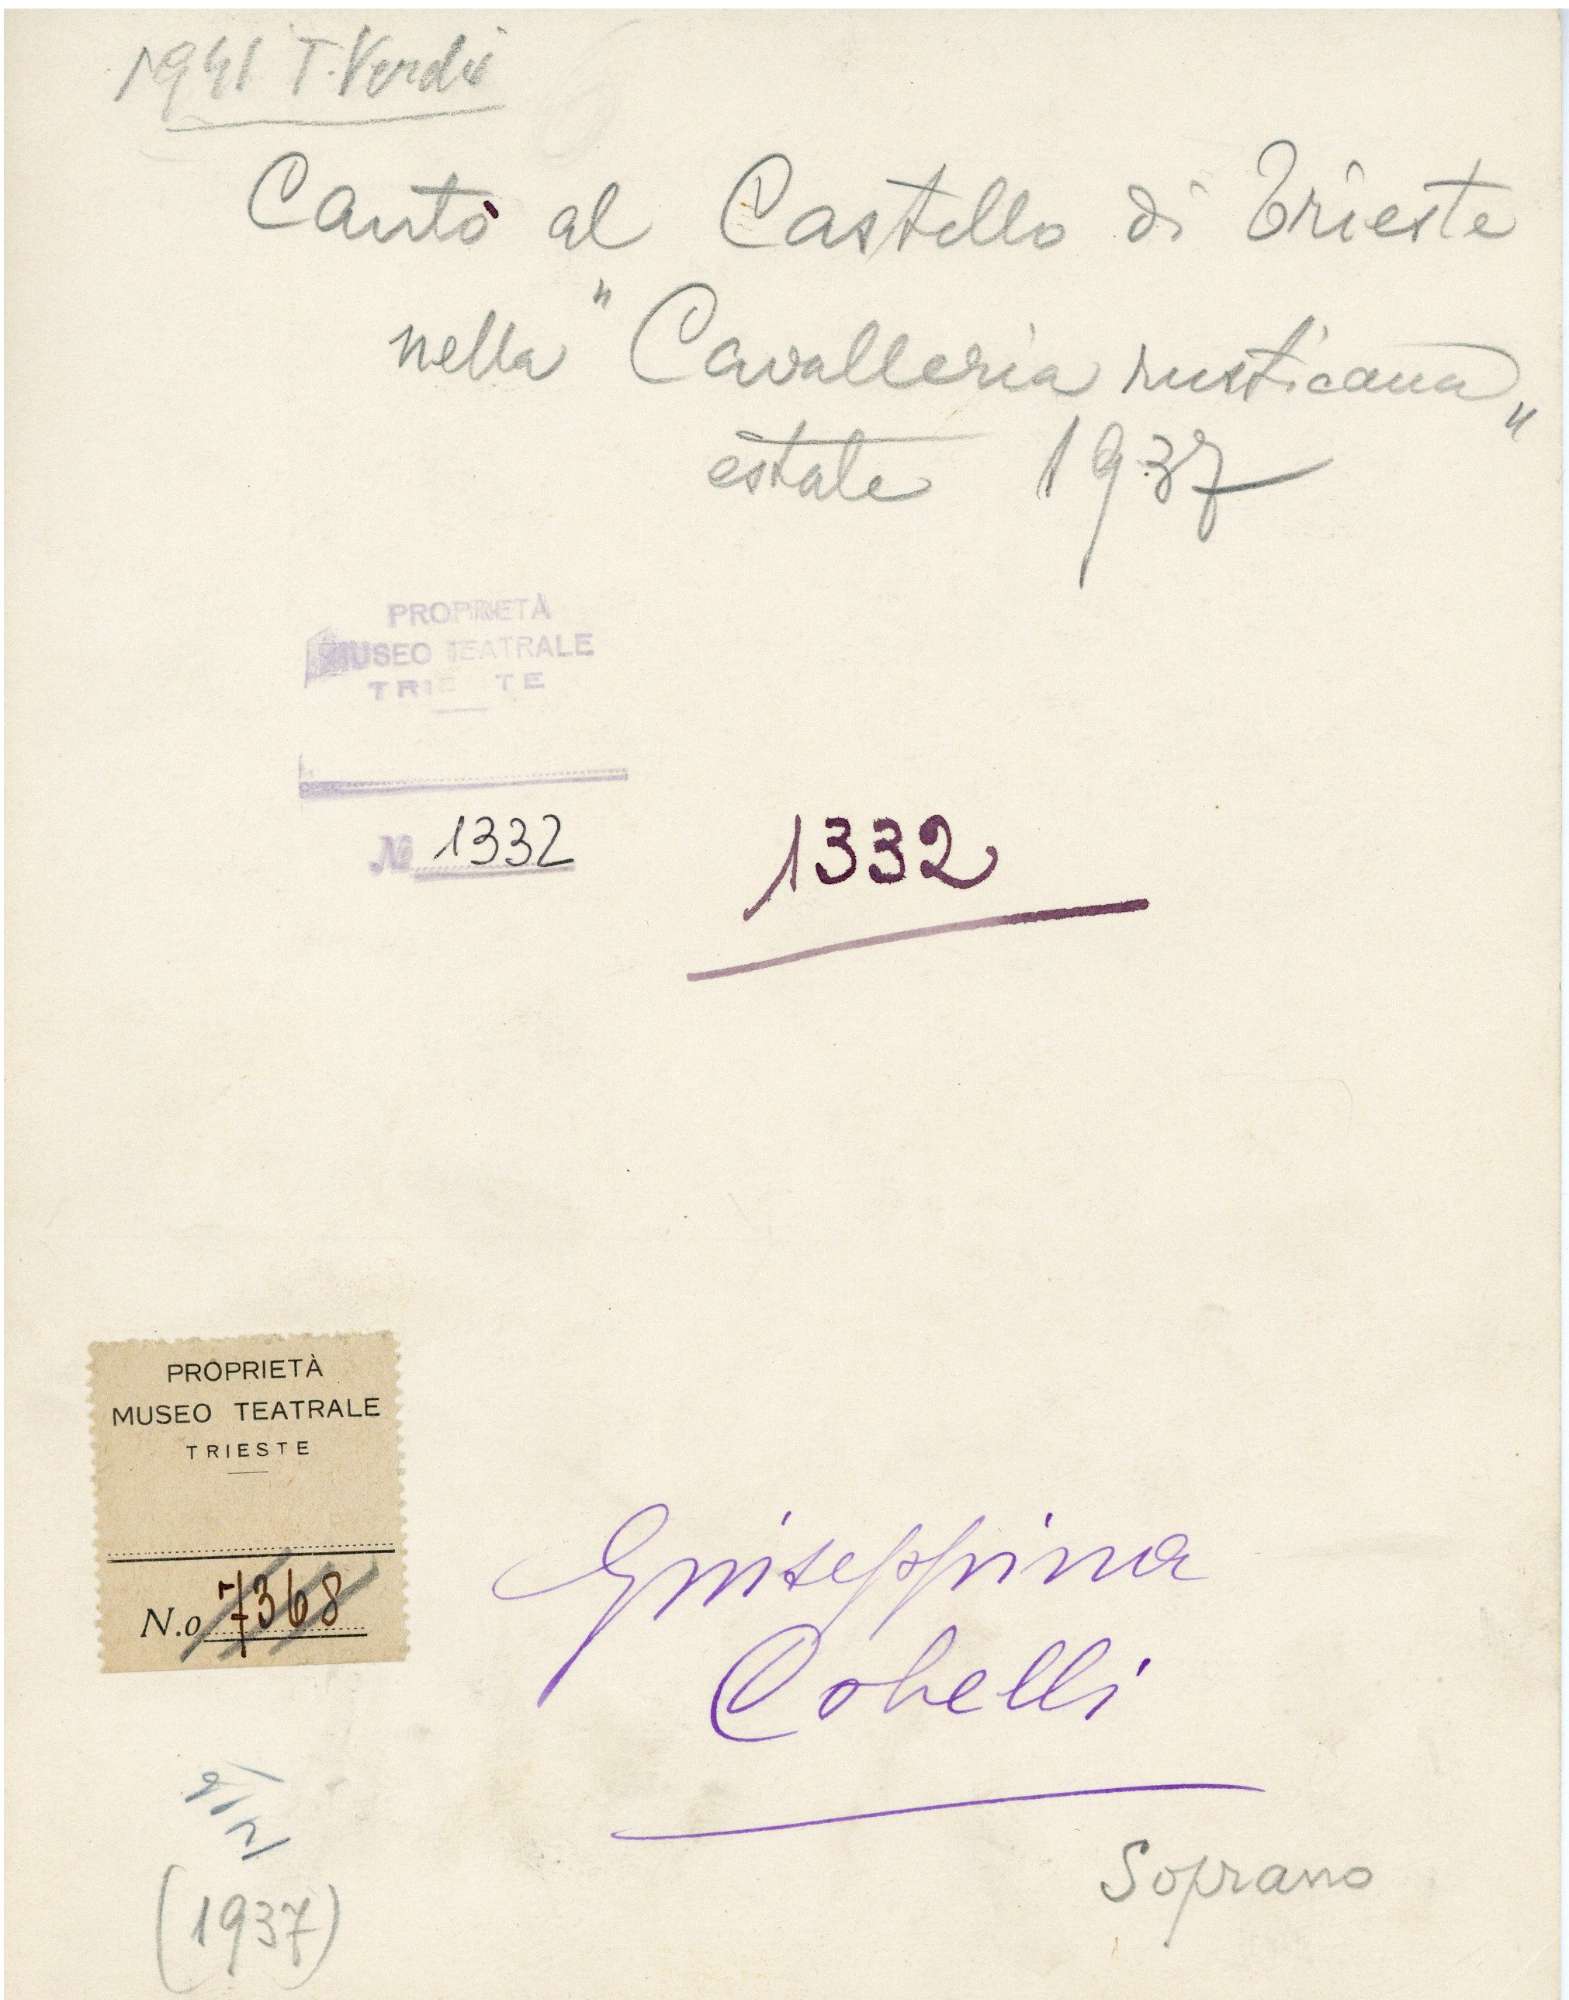 1941 T. Verdi
Cantò al Castello di Trieste
nella "Cavalleria rusticana"
estate 1937
PROPRIETÀ
MUSEO TEATRALE
TRIESTE
No 1332
1332
PROPRIETÀ
MUSEO TEATRALE
TRIESTE
N.o 7368
Giuseppina
Cobelli
Soprano
(1937)